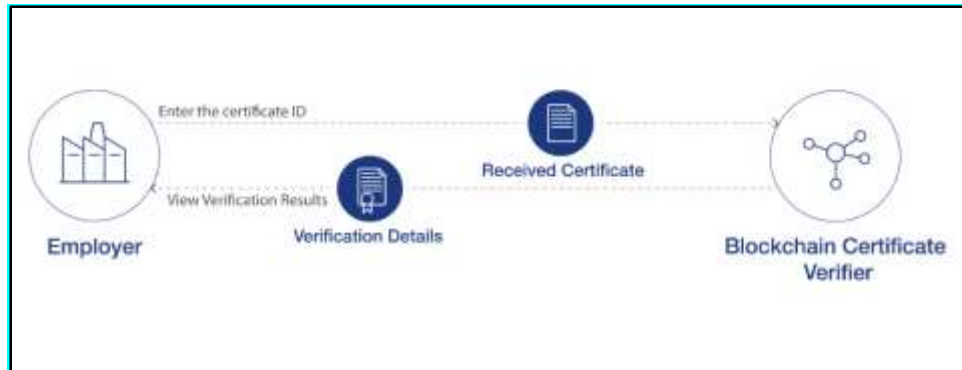 Enter the certificate ID
Received Certificate
View Verification Results
Verification Details
Employer
Blockchain Certificate
Verifier